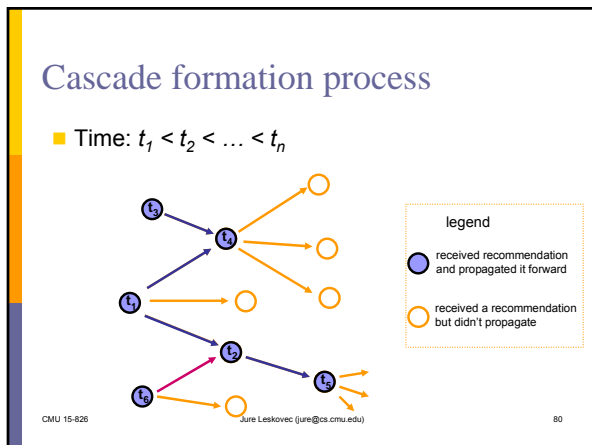 Cascade formation process
Time: t1 < t2 < … < tn
t3
t4
t1
t2
t5
t6
legend
received recommendation
and propagated it forward
received a recommendation
but didn't propagate
CMU 15-826
Jure Leskovec (jure@cs.cmu.edu)
80